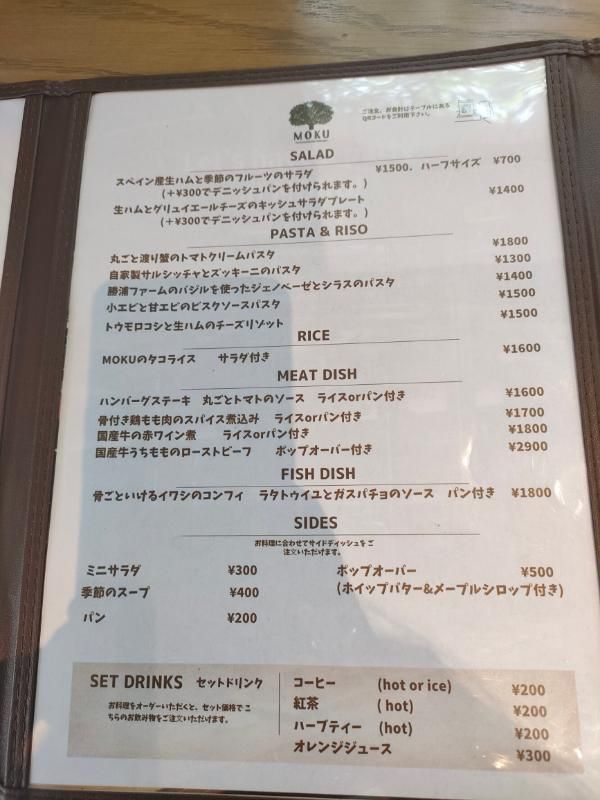 MOKU
ご注文、お会計はテーブルにある
QRコードをご利用下さい。
SALAD
スペイン産生ハムと季節のフルーツのサラダ ¥1500. ハーフサイズ ¥700
(＋¥300でデニッシュパンを付けられます。)
生ハムとグリュイエールチーズのキッシュサラダプレート ¥1400
(＋¥300でデニッシュパンを付けられます。)
PASTA & RISO
丸ごと渡り蟹のトマトクリームパスタ ¥1800
自家製サルシッチャとズッキーニのパスタ ¥1300
勝浦ファームのバジルを使ったジェノベーゼとシラスのパスタ ¥1400
小エビと甘エビのビスクソースパスタ ¥1500
トウモロコシと生ハムのチーズリゾット ¥1500
RICE
MOKUのタコライス サラダ付き ¥1600
MEAT DISH
ハンバーグステーキ 丸ごとトマトのソース ライスorパン付き ¥1600
骨付き鶏もも肉のスパイス煮込み ライスorパン付き ¥1700
国産牛の赤ワイン煮 ライスorパン付き ¥1800
国産牛うちもものローストビーフ ポップオーバー付き ¥2900
FISH DISH
骨ごといけるイワシのコンフィ ラタトゥイユとガスパチョのソース パン付き ¥1800
SIDES
お料理に合わせてサイドディッシュをご
注文いただけます。
ミニサラダ ¥300
季節のスープ ¥400
パン ¥200
ポップオーバー ¥500
(ホイップバター&メープルシロップ付き)
SET DRINKS セットドリンク
お料理をオーダーいただくと、セット価格でこ
ちらのお飲み物をご注文いただけます。
コーヒー (hot or ice) ¥200
紅茶 ( hot) ¥200
ハーブティー (hot) ¥200
オレンジジュース ¥300